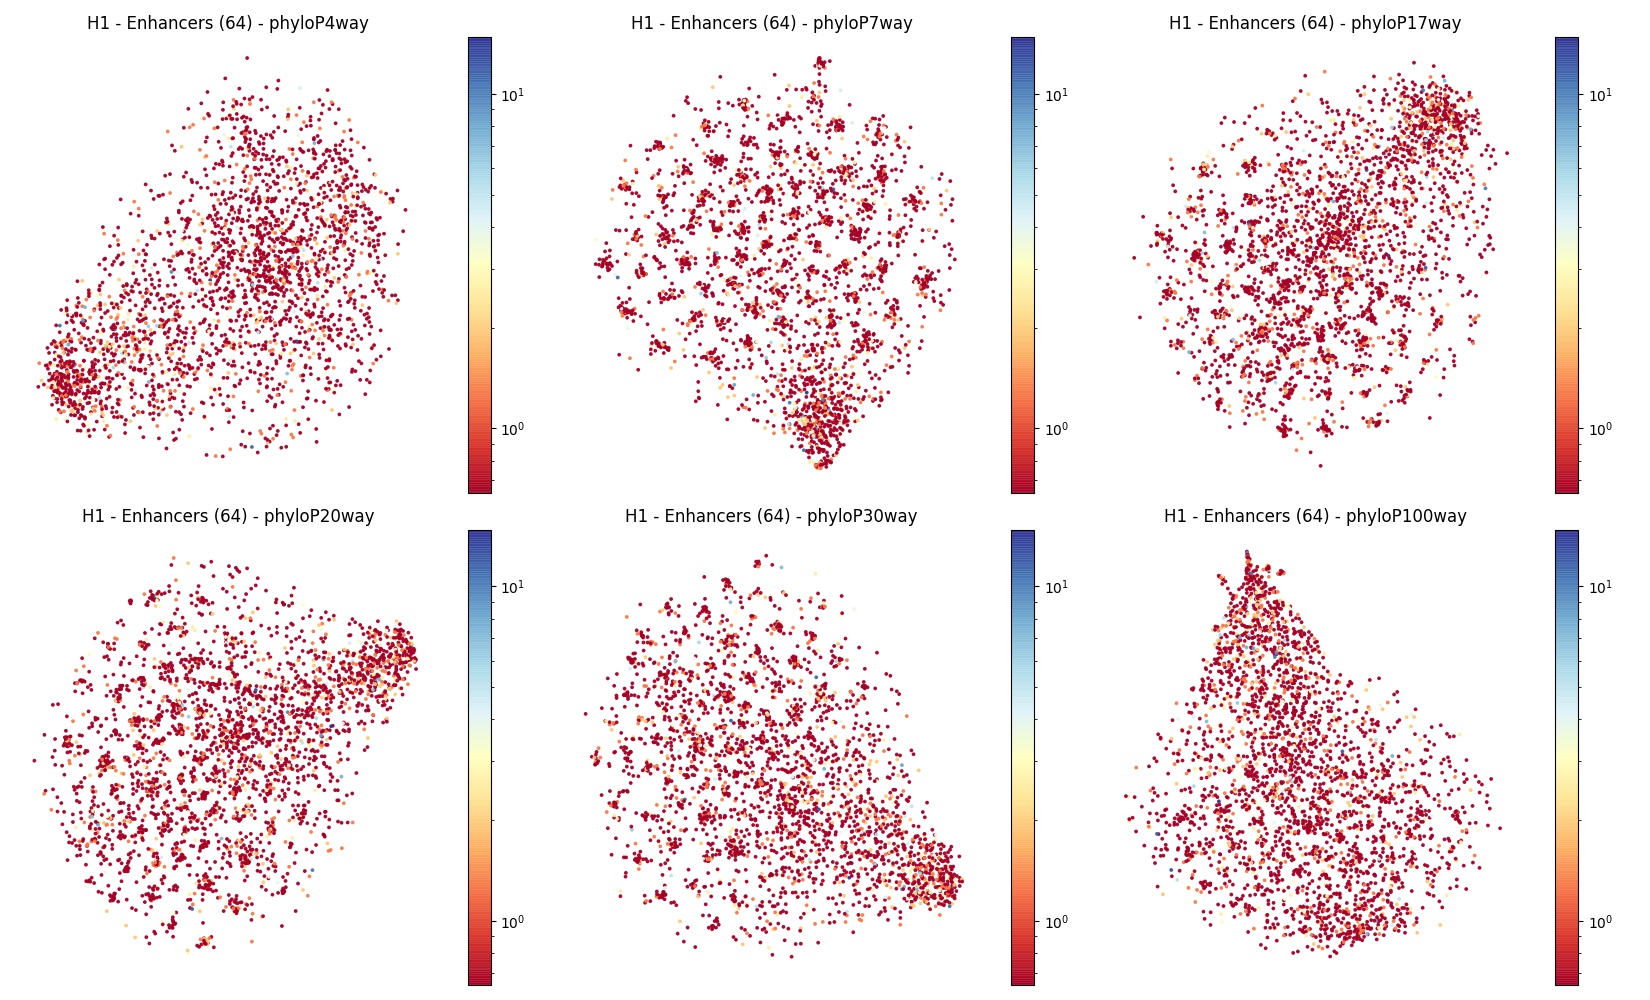 H1 - Enhancers (64) - phyloP4way
H1 - Enhancers (64) - phyloP7way
H1 - Enhancers (64) - phyloP17way
10¹
10⁰
10¹
10⁰
10¹
10⁰
H1 - Enhancers (64) - phyloP20way
H1 - Enhancers (64) - phyloP30way
H1 - Enhancers (64) - phyloP100way
10¹
10⁰
10¹
10⁰
10¹
10⁰